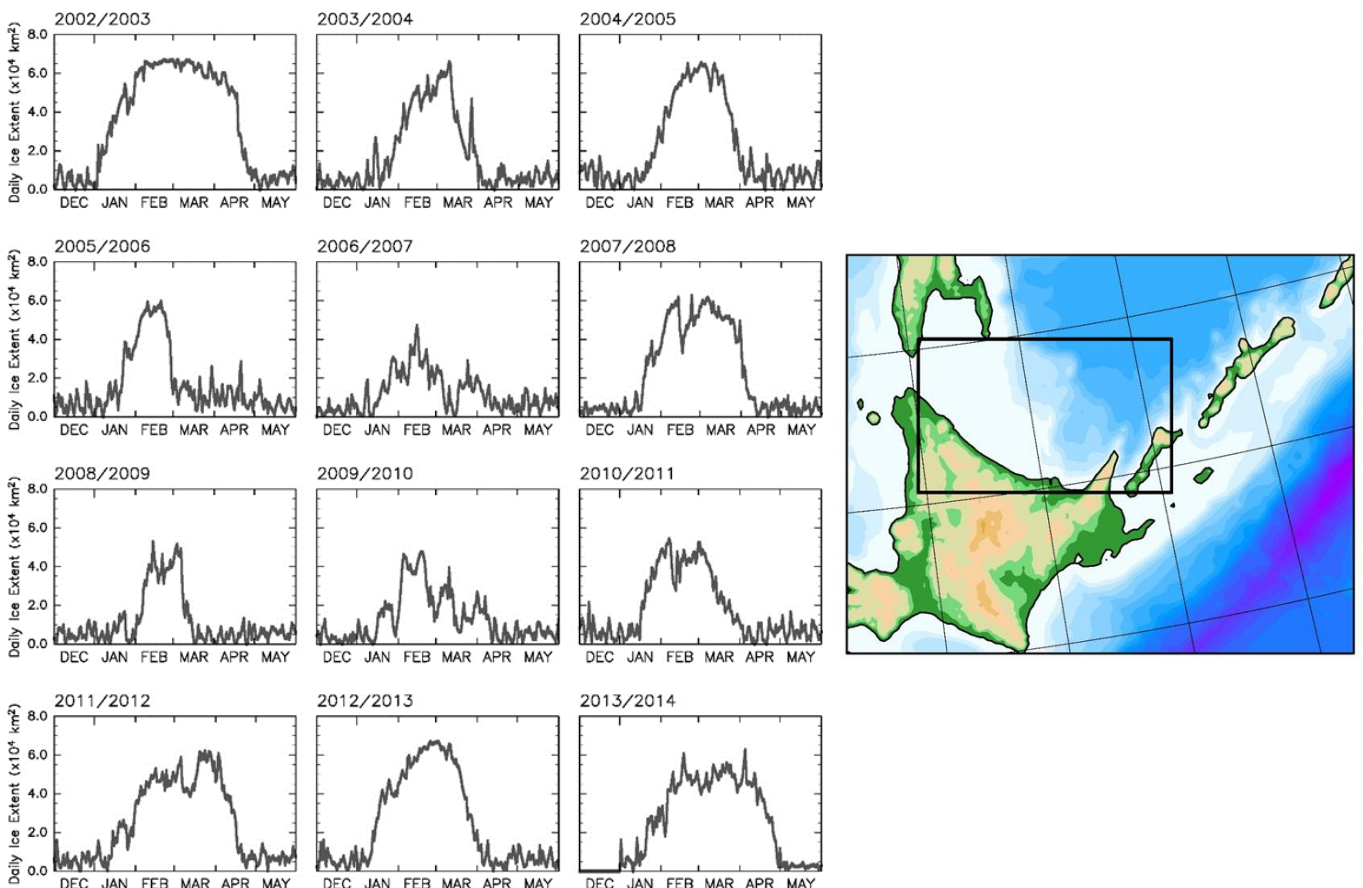 2002/2003 2003/2004 2004/2005
Daily Ice Extent (x10⁴ km²)
8.0
6.0
4.0
2.0
0.0
DEC JAN FEB MAR APR MAY DEC JAN FEB MAR APR MAY DEC JAN FEB MAR APR MAY
2005/2006 2006/2007 2007/2008
Daily Ice Extent (x10⁴ km²)
8.0
6.0
4.0
2.0
0.0
DEC JAN FEB MAR APR MAY DEC JAN FEB MAR APR MAY DEC JAN FEB MAR APR MAY
2008/2009 2009/2010 2010/2011
Daily Ice Extent (x10⁴ km²)
8.0
6.0
4.0
2.0
0.0
DEC JAN FEB MAR APR MAY DEC JAN FEB MAR APR MAY DEC JAN FEB MAR APR MAY
2011/2012 2012/2013 2013/2014
Daily Ice Extent (x10⁴ km²)
8.0
6.0
4.0
2.0
0.0
DEC JAN FEB MAR APR MAY DEC JAN FEB MAR APR MAY DEC JAN FEB MAR APR MAY